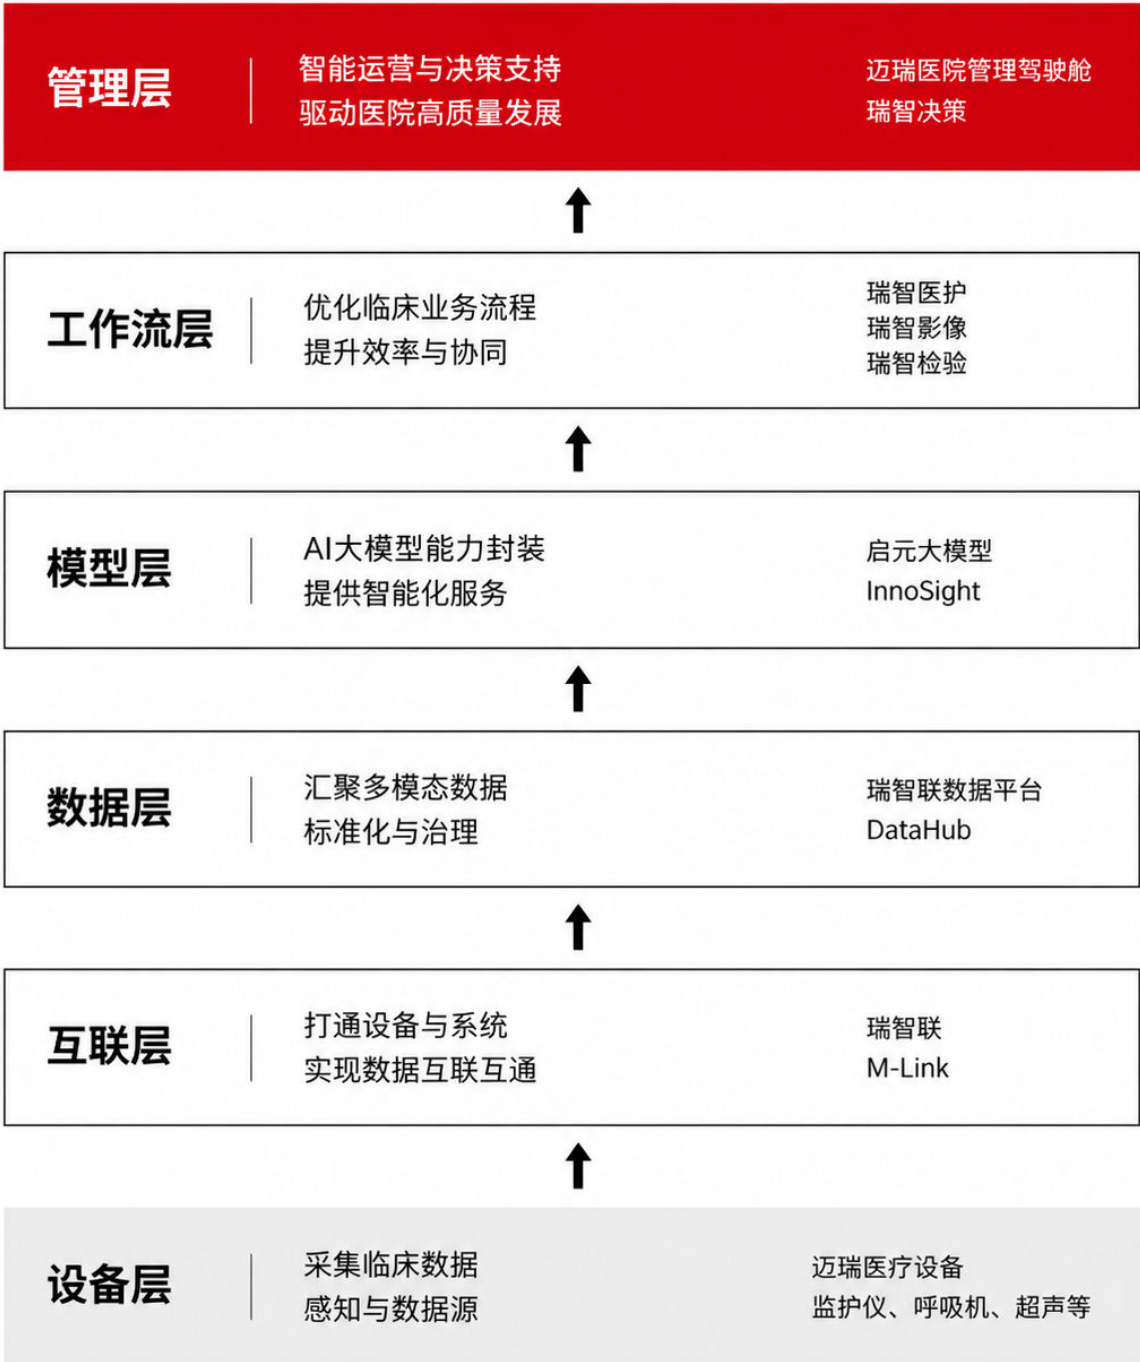 管理层
智能运营与决策支持
驱动医院高质量发展
迈瑞医院管理驾驶舱
瑞智决策
工作流层
优化临床业务流程
提升效率与协同
瑞智医护
瑞智影像
瑞智检验
模型层
AI大模型能力封装
提供智能化服务
启元大模型
InnoSight
数据层
汇聚多模态数据
标准化与治理
瑞智联数据平台
DataHub
互联层
打通设备与系统
实现数据互联互通
瑞智联
M-Link
设备层
采集临床数据
感知与数据源
迈瑞医疗设备
监护仪、呼吸机、超声等